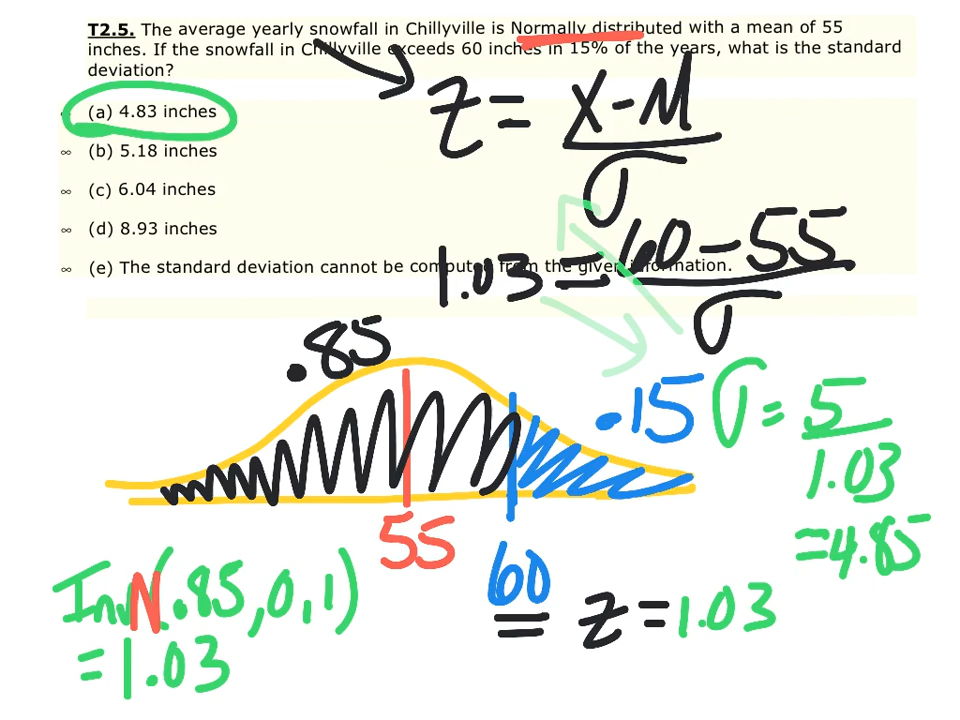 T2.5. The average yearly snowfall in Chillyville is Normally distributed with a mean of 55
inches. If the snowfall in Chillyville exceeds 60 inches in 15% of the years, what is the standard
deviation?
(a) 4.83 inches
∞ (b) 5.18 inches
∞ (c) 6.04 inches
∞ (d) 8.93 inches
∞ (e) The standard deviation cannot be computed from the given information.
z = x - M / σ
1.03 = 60 - 55 / σ
.85
.15
σ = 5 / 1.03
= 4.85
55
60
= z = 1.03
InvN(.85,0,1)
= 1.03